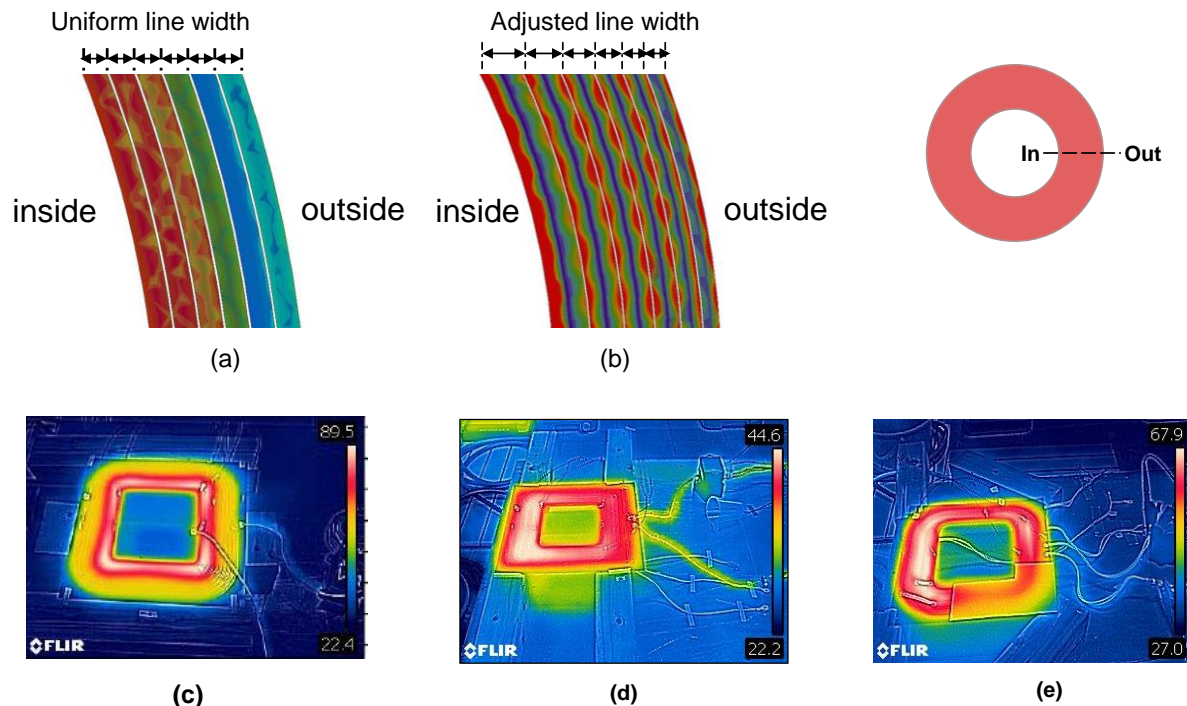 Uniform line width
Adjusted line width
In
Out
inside
outside
inside
outside
(a)
(b)
89.5
44.6
67.9
FLIR
22.4
FLIR
22.2
FLIR
27.0
(c)
(d)
(e)